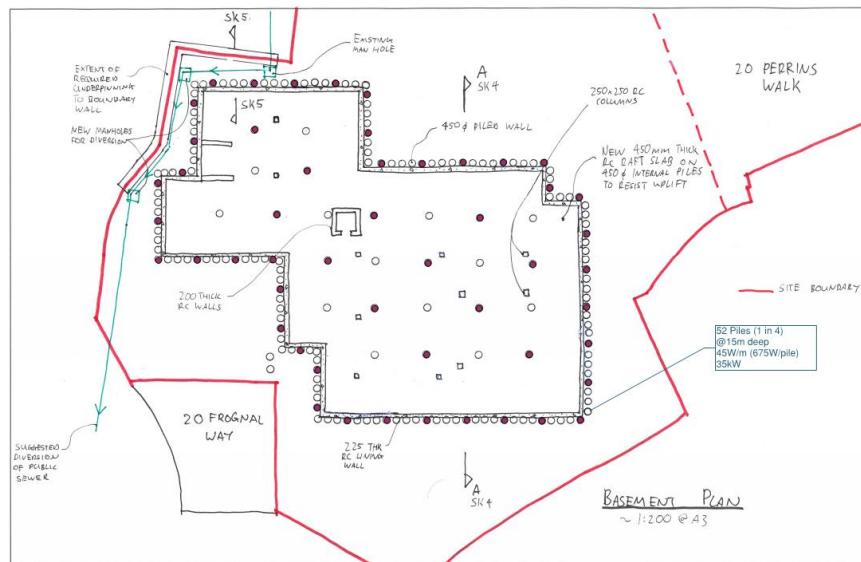 SK5
EXISTING
MAN HOLE
EXTENT OF
REQUIRED
UNDERPINNING
TO BOUNDARY
WALL
A
SK4
20 PERRINS
WALK
250x250 RC
COLUMNS
SK5
NEW MANHOLES
FOR DIVERSION
450 ϕ PILED WALL
NEW 450mm THICK
RC RAFT SLAB ON
450 ϕ INTERNAL PILES
TO RESIST UPLIFT
200 THICK
RC WALLS
SITE BOUNDARY
52 Piles (1 in 4)
@15m deep
45W/m (675W/pile)
35kW
20 FROGNAL
WAY
SUGGESTED
DIVERSION
OF PUBLIC
SEWER
225 THK
RC LINING
WALL
A
SK4
BASEMENT PLAN
~ 1:200 @ A3